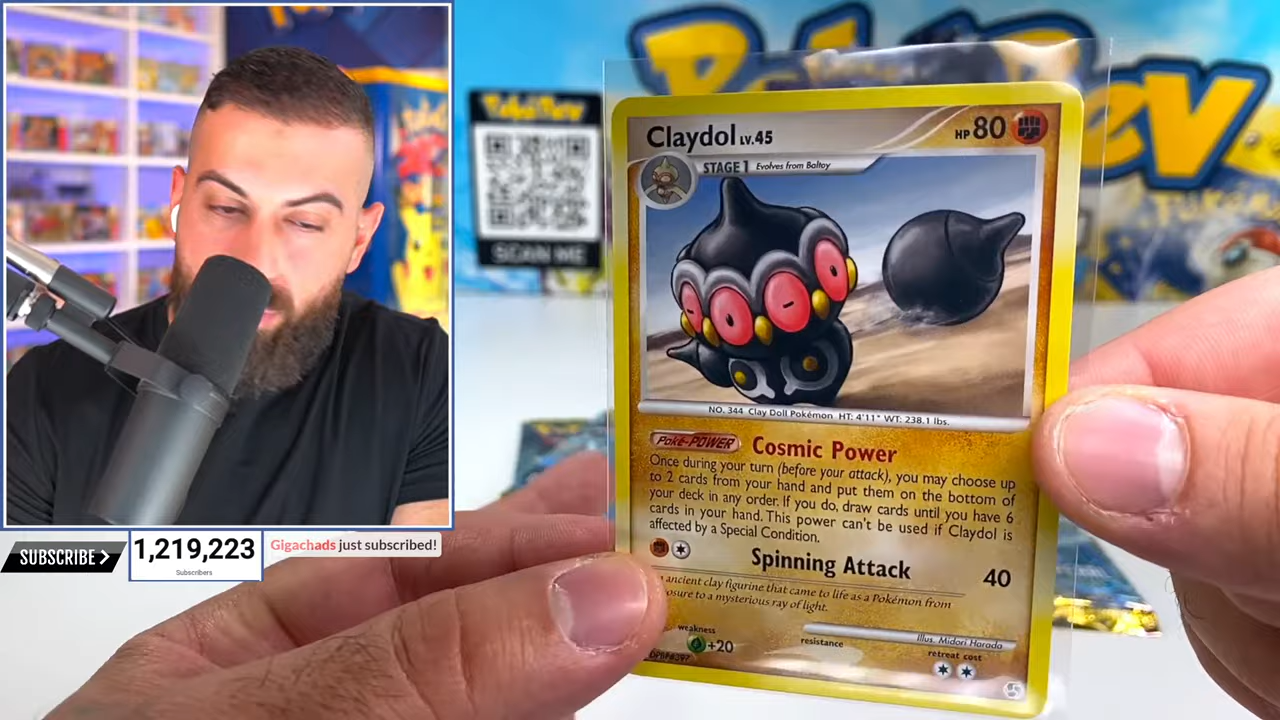 PokéRev
SCAN ME
Claydol LV.45
HP 80
STAGE 1 Evolves from Baltoy
NO. 344 Clay Doll Pokémon HT: 4'11" WT: 238.1 lbs.
Poké-POWER Cosmic Power
Once during your turn (before your attack), you may choose up
to 2 cards from your hand and put them on the bottom of
your deck in any order. If you do, draw cards until you have 6
cards in your hand. This power can't be used if Claydol is
affected by a Special Condition.
Spinning Attack 40
ancient clay figurine that came to life as a Pokémon from
to a mysterious ray of light.
weakness
+20
resistance
Illus. Midori Harada
retreat cost
SUBSCRIBE >
1,219,223
Subscribers
Gigachads just subscribed!